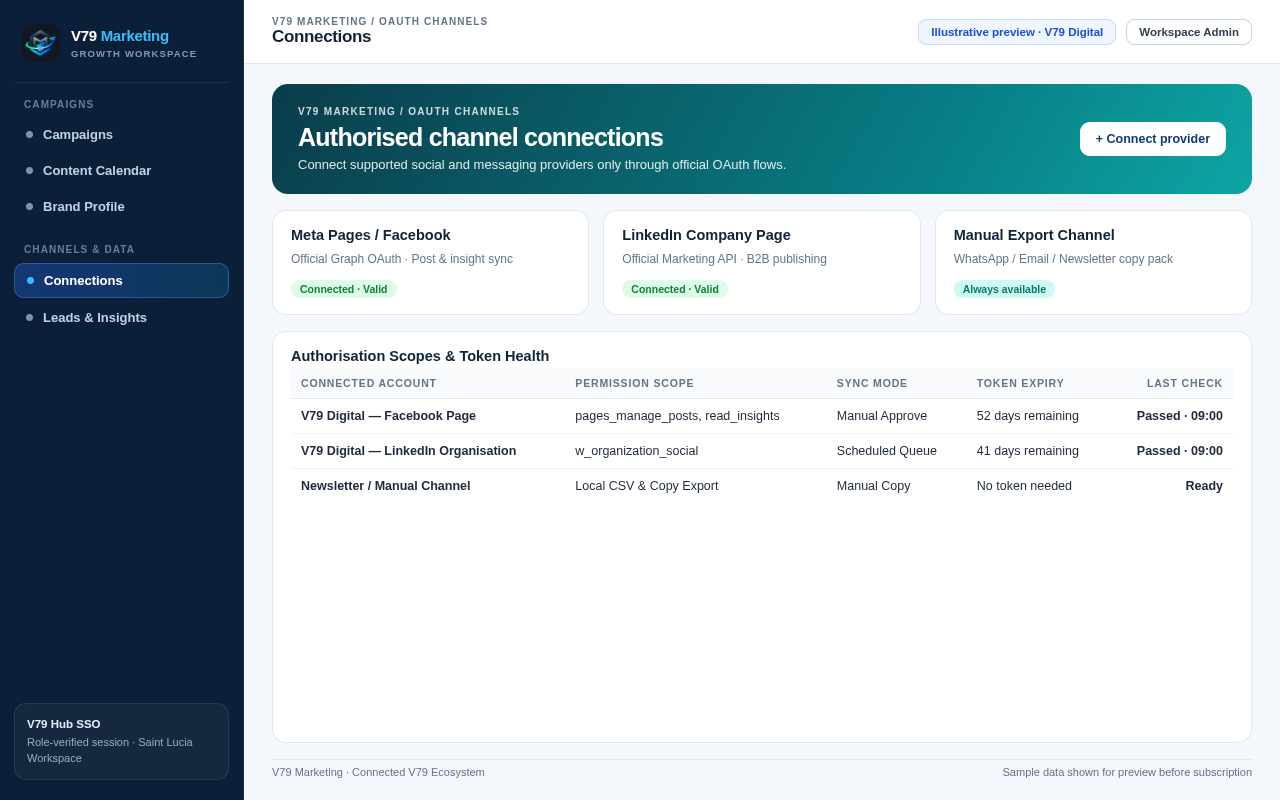 V79 Marketing
GROWTH WORKSPACE
CAMPAIGNS
Campaigns
Content Calendar
Brand Profile
CHANNELS & DATA
Connections
Leads & Insights
V79 Hub SSO
Role-verified session · Saint Lucia
Workspace
V79 MARKETING / OAUTH CHANNELS
Connections
Illustrative preview · V79 Digital
Workspace Admin
V79 MARKETING / OAUTH CHANNELS
Authorised channel connections
Connect supported social and messaging providers only through official OAuth flows.
+ Connect provider
Meta Pages / Facebook
Official Graph OAuth · Post & insight sync
Connected · Valid
LinkedIn Company Page
Official Marketing API · B2B publishing
Connected · Valid
Manual Export Channel
WhatsApp / Email / Newsletter copy pack
Always available
Authorisation Scopes & Token Health
CONNECTED ACCOUNT PERMISSION SCOPE SYNC MODE TOKEN EXPIRY LAST CHECK
V79 Digital — Facebook Page pages_manage_posts, read_insights Manual Approve 52 days remaining Passed · 09:00
V79 Digital — LinkedIn Organisation w_organization_social Scheduled Queue 41 days remaining Passed · 09:00
Newsletter / Manual Channel Local CSV & Copy Export Manual Copy No token needed Ready
V79 Marketing · Connected V79 Ecosystem
Sample data shown for preview before subscription